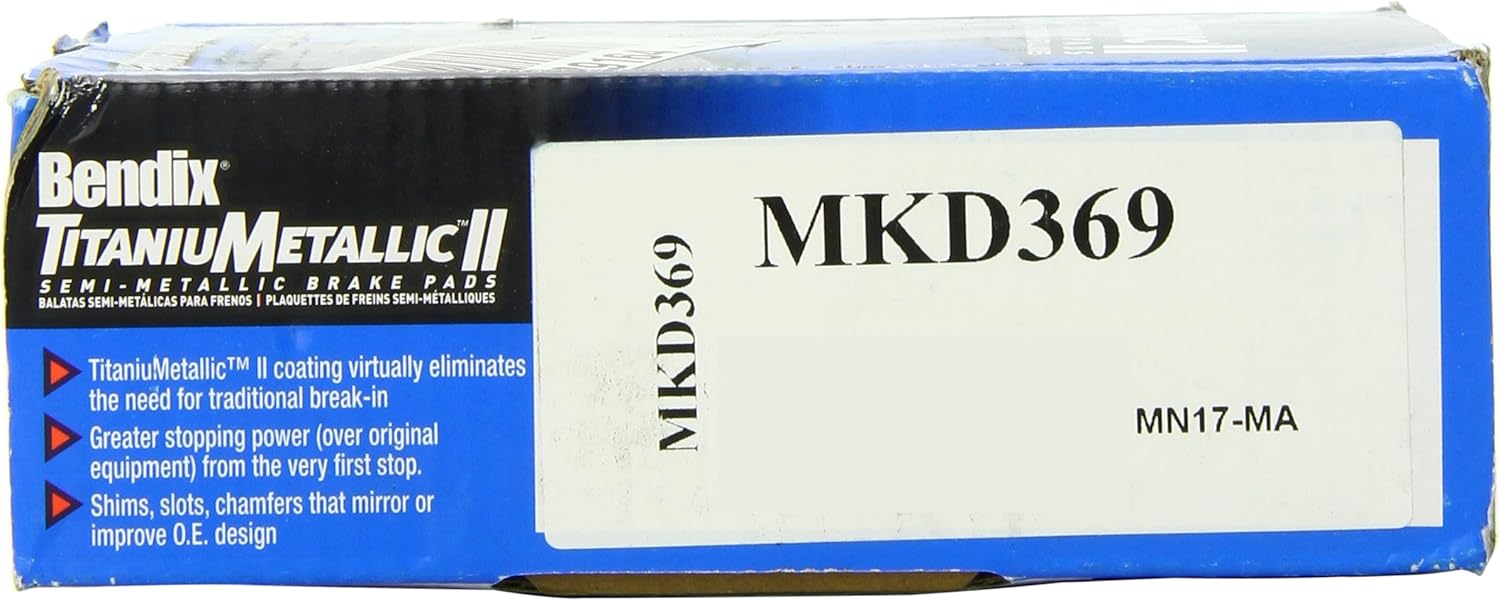 Bendix®
TITANIUMETALLIC™II
SEMI-METALLIC BRAKE PADS
BALATAS SEMI-METÁLICAS PARA FRENOS | PLAQUETTES DE FREINS SEMI-MÉTALLIQUES
TitaniuMetallic™ II coating virtually eliminates
the need for traditional break-in
Greater stopping power (over original
equipment) from the very first stop.
Shims, slots, chamfers that mirror or
improve O.E. design
MKD369
MKD369
MN17-MA